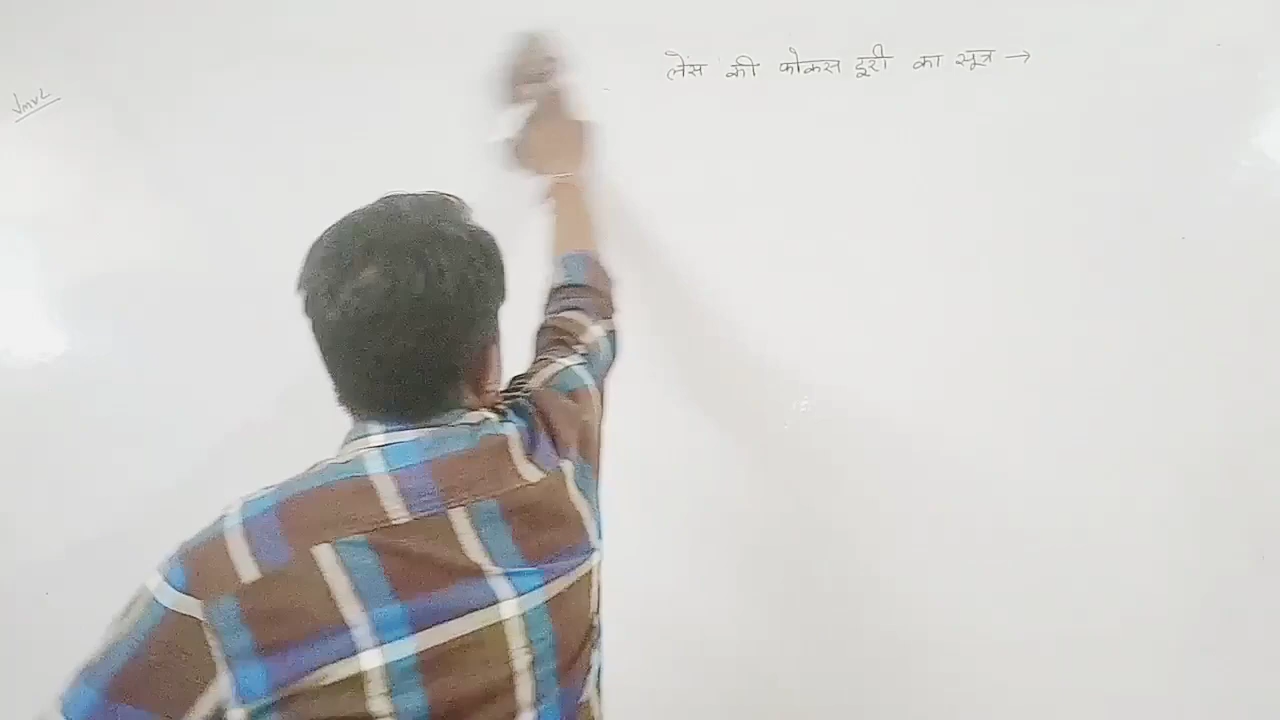 लेंस की फोकस दूरी का सूत्र →